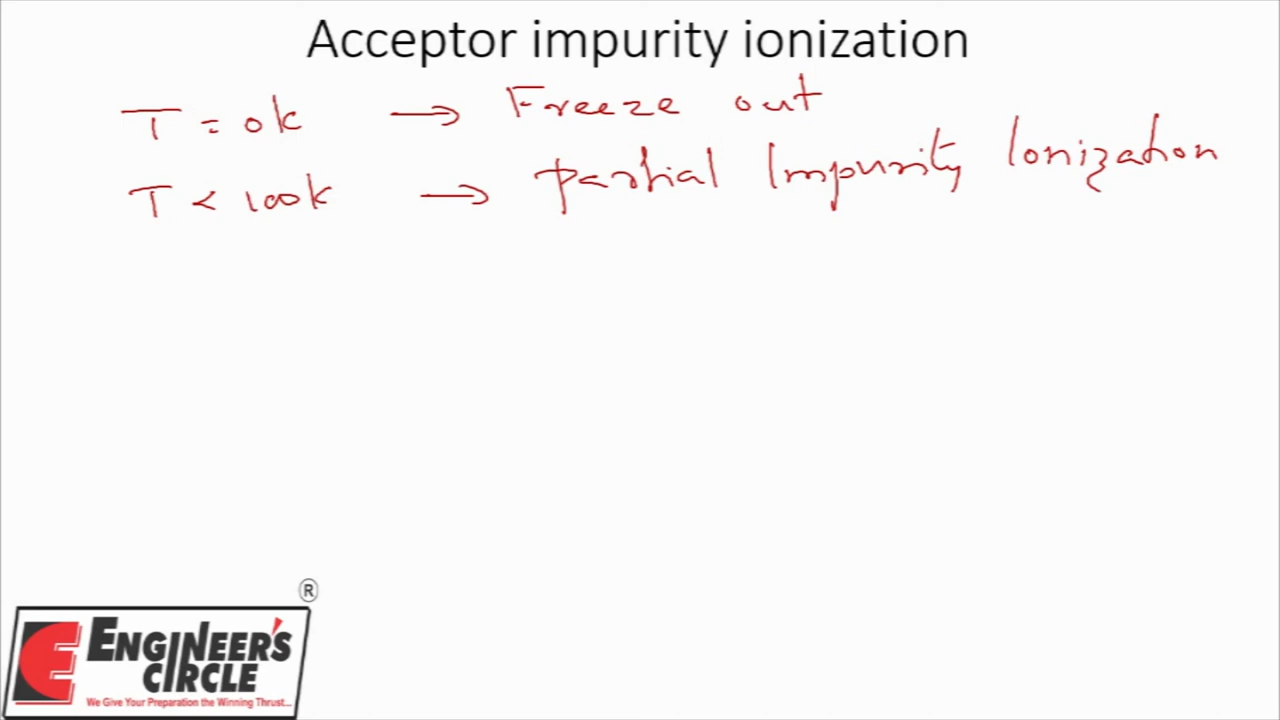 Acceptor impurity ionization
T = 0k → Freeze out
T < 100k → partial Impurity Ionization
®
ENGINEER'S
CIRCLE
We Give Your Preparation the Winning Thrust...